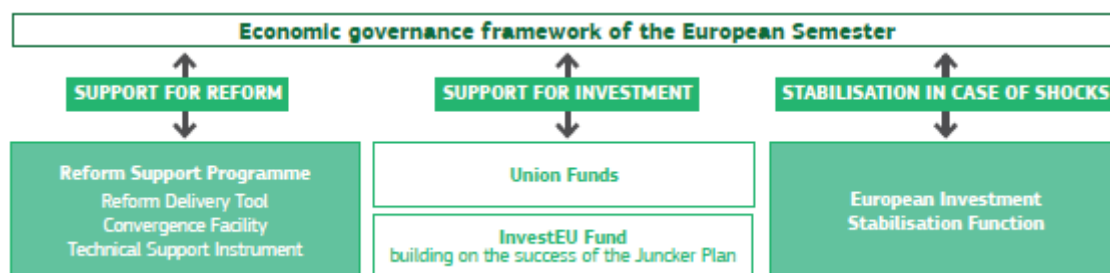 Economic governance framework of the European Semester
SUPPORT FOR REFORM
SUPPORT FOR INVESTMENT
STABILISATION IN CASE OF SHOCKS
Reform Support Programme
Reform Delivery Tool
Convergence Facility
Technical Support Instrument
Union Funds
InvestEU Fund
building on the success of the Juncker Plan
European Investment
Stabilisation Function